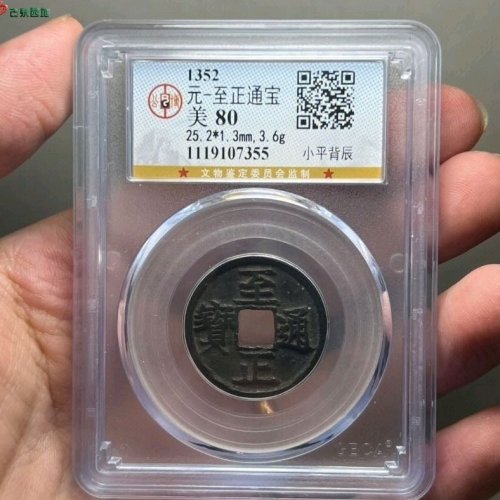 1352
元-至正通宝
美 80
25.2*1.3mm,3.6g
1119107355
小平背辰
★ 文物鉴定委员会监制 ★
至
寶 通
正
GBCA®